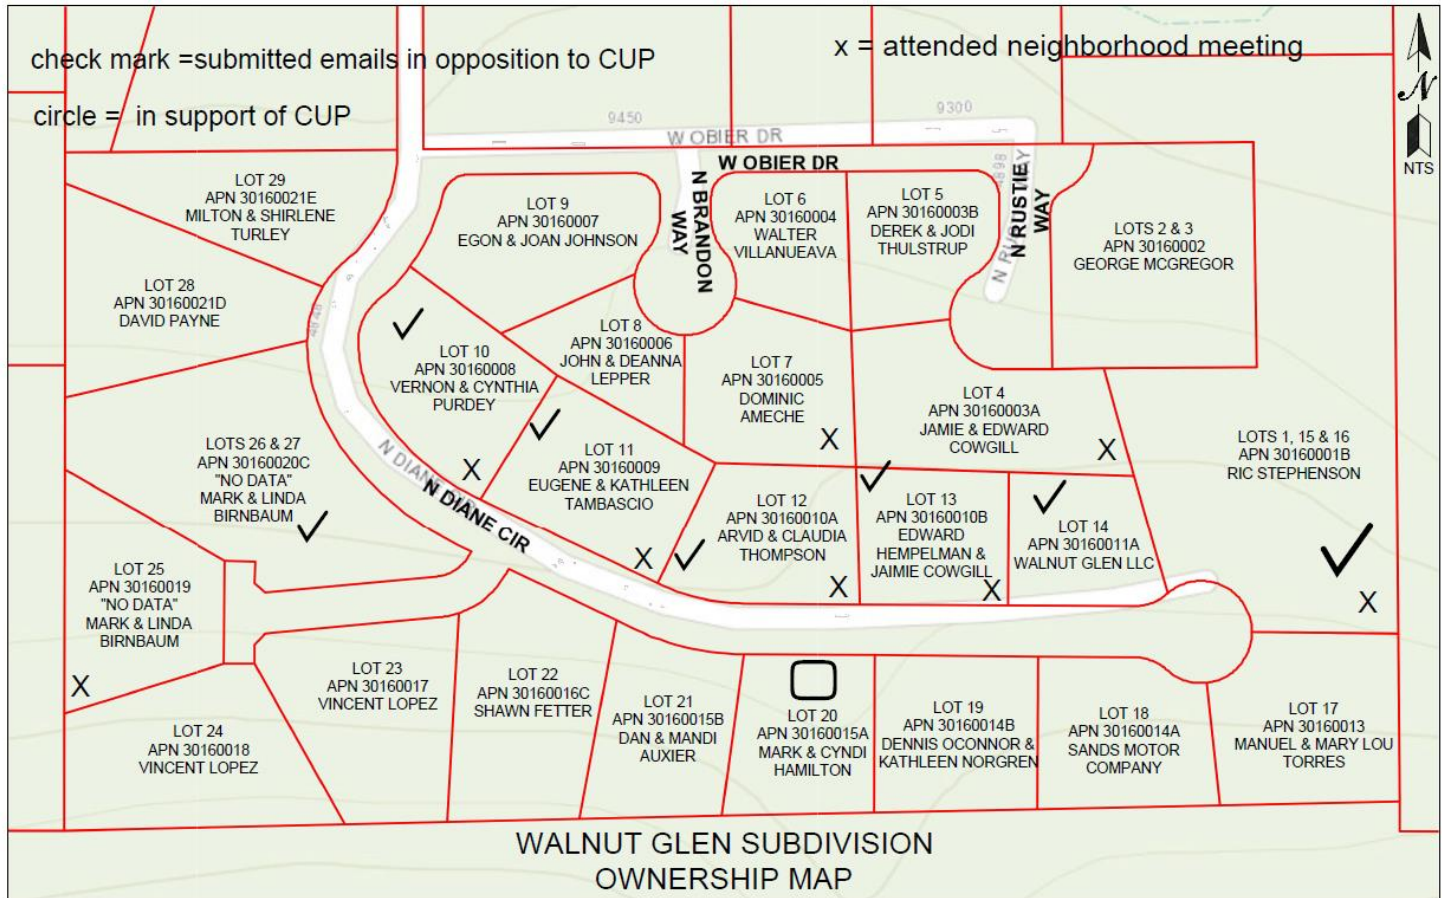 check mark =submitted emails in opposition to CUP
x = attended neighborhood meeting
circle = in support of CUP
N
NTS
9450
9300
W OBIER DR
W OBIER DR
N BRANDON
WAY
4898
N RUSTIE
WAY
LOT 29
APN 30160021E
MILTON & SHIRLENE
TURLEY
LOT 9
APN 30160007
EGON & JOAN JOHNSON
LOT 6
APN 30160004
WALTER
VILLANUEAVA
LOT 5
APN 30160003B
DEREK & JODI
THULSTRUP
LOTS 2 & 3
APN 30160002
GEORGE MCGREGOR
LOT 28
APN 30160021D
DAVID PAYNE
4848
LOT 10
APN 30160008
VERNON & CYNTHIA
PURDEY
X
LOT 8
APN 30160006
JOHN & DEANNA
LEPPER
LOT 7
APN 30160005
DOMINIC
AMECHE
X
LOT 4
APN 30160003A
JAMIE & EDWARD
COWGILL
X
LOTS 1, 15 & 16
APN 30160001B
RIC STEPHENSON
X
LOTS 26 & 27
APN 30160020C
"NO DATA"
MARK & LINDA
BIRNBAUM
N DIANE CIR
LOT 11
APN 30160009
EUGENE & KATHLEEN
TAMBASCIO
X
LOT 12
APN 30160010A
ARVID & CLAUDIA
THOMPSON
X
LOT 13
APN 30160010B
EDWARD
HEMPELMAN &
JAIMIE COWGILL
X
LOT 14
APN 30160011A
WALNUT GLEN LLC
LOT 25
APN 30160019
"NO DATA"
MARK & LINDA
BIRNBAUM
X
LOT 24
APN 30160018
VINCENT LOPEZ
LOT 23
APN 30160017
VINCENT LOPEZ
LOT 22
APN 30160016C
SHAWN FETTER
LOT 21
APN 30160015B
DAN & MANDI
AUXIER
LOT 20
APN 30160015A
MARK & CYNDI
HAMILTON
LOT 19
APN 30160014B
DENNIS OCONNOR &
KATHLEEN NORGREN
LOT 18
APN 30160014A
SANDS MOTOR
COMPANY
LOT 17
APN 30160013
MANUEL & MARY LOU
TORRES
WALNUT GLEN SUBDIVISION
OWNERSHIP MAP